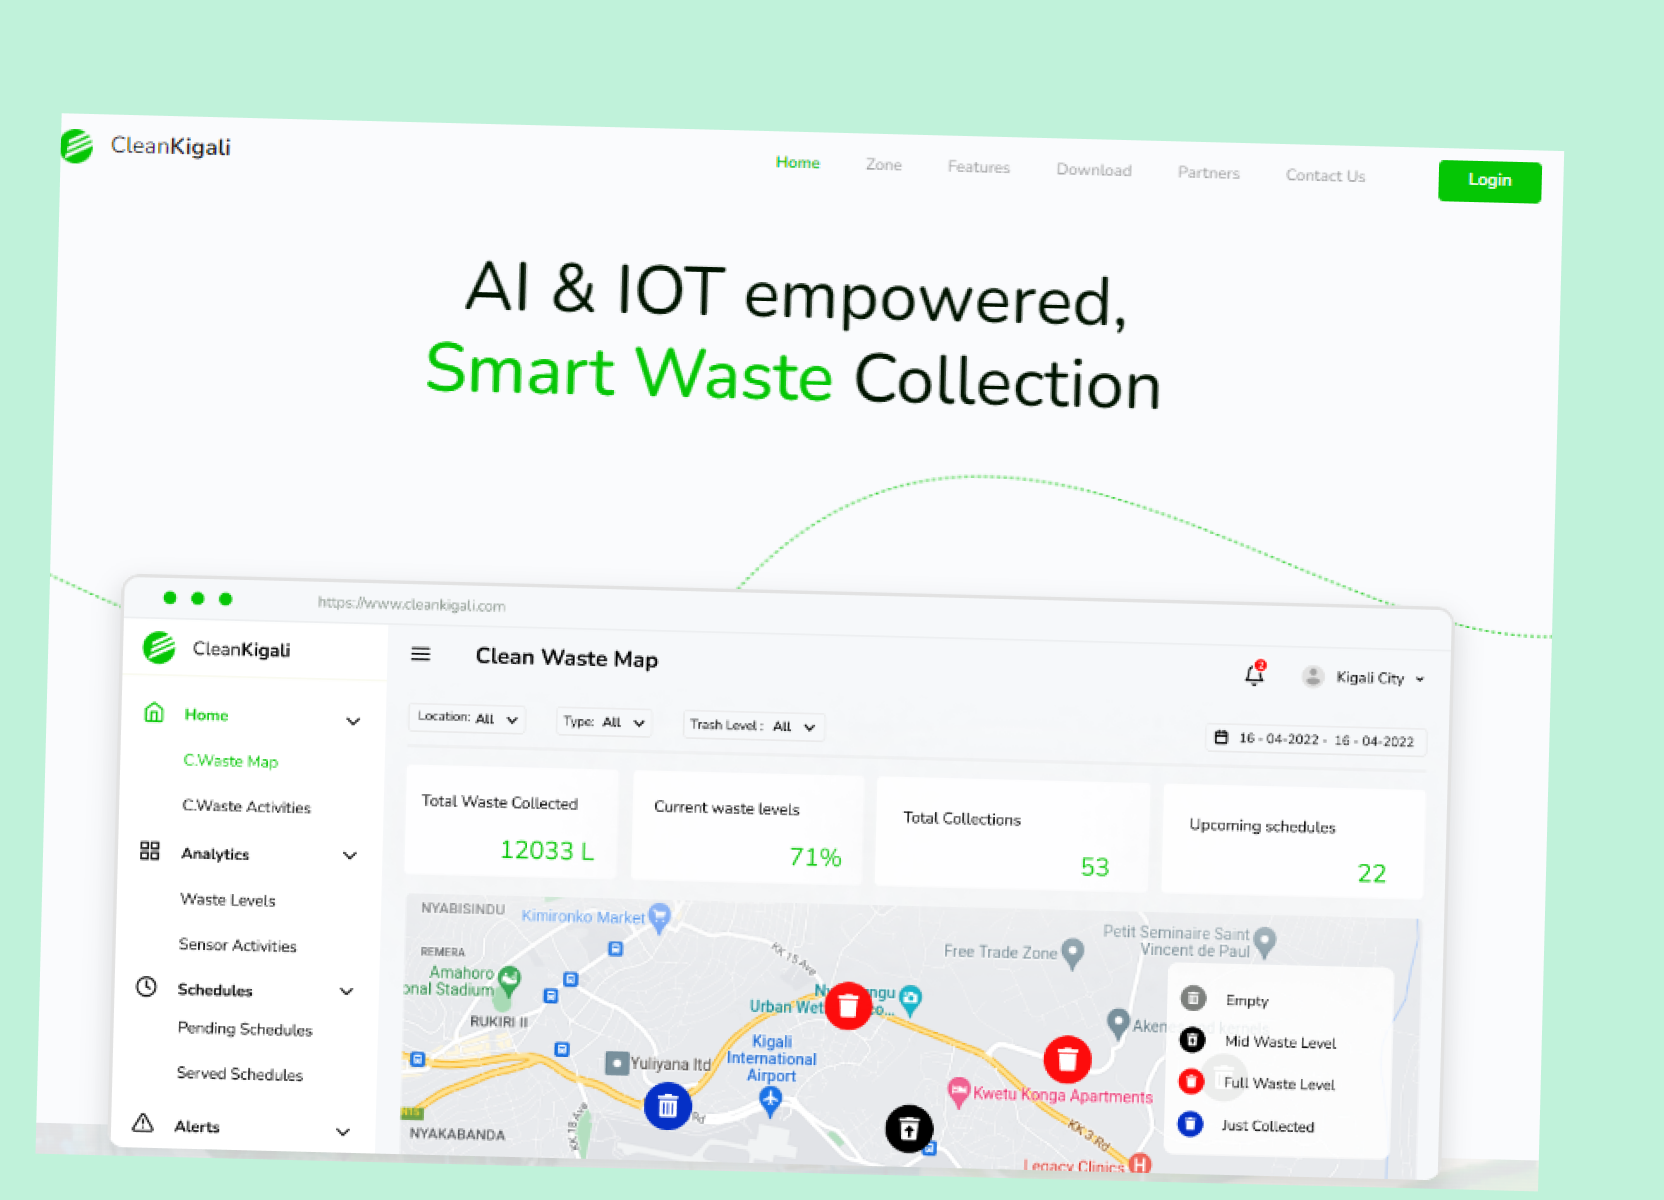 CleanKigali
Home Zone Features Download Partners Contact Us Login
AI & IOT empowered,
Smart Waste Collection
https://www.cleankigali.com
CleanKigali
Clean Waste Map
2
Kigali City
Home
C.Waste Map
C.Waste Activities
Analytics
Waste Levels
Sensor Activities
Schedules
Pending Schedules
Served Schedules
Alerts
Location: All
Type: All
Trash Level : All
16 - 04-2022 - 16 - 04-2022
Total Waste Collected
12033 L
Current waste levels
71%
Total Collections
53
Upcoming schedules
22
NYABISINDU
Kimironko Market
REMERA
Amahoro
onal Stadium
RUKIRI II
KK 15 Ave
Free Trade Zone
Petit Seminaire Saint
Vincent de Paul
Urban
Kigali
International
Airport
Yuliyana ltd
Rd
Kwetu Konga Apartments
KK 18 Ave
KK 3 Rd
N15
NYAKABANDA
Legacy Clinics
H
Empty
Mid Waste Level
Full Waste Level
Just Collected